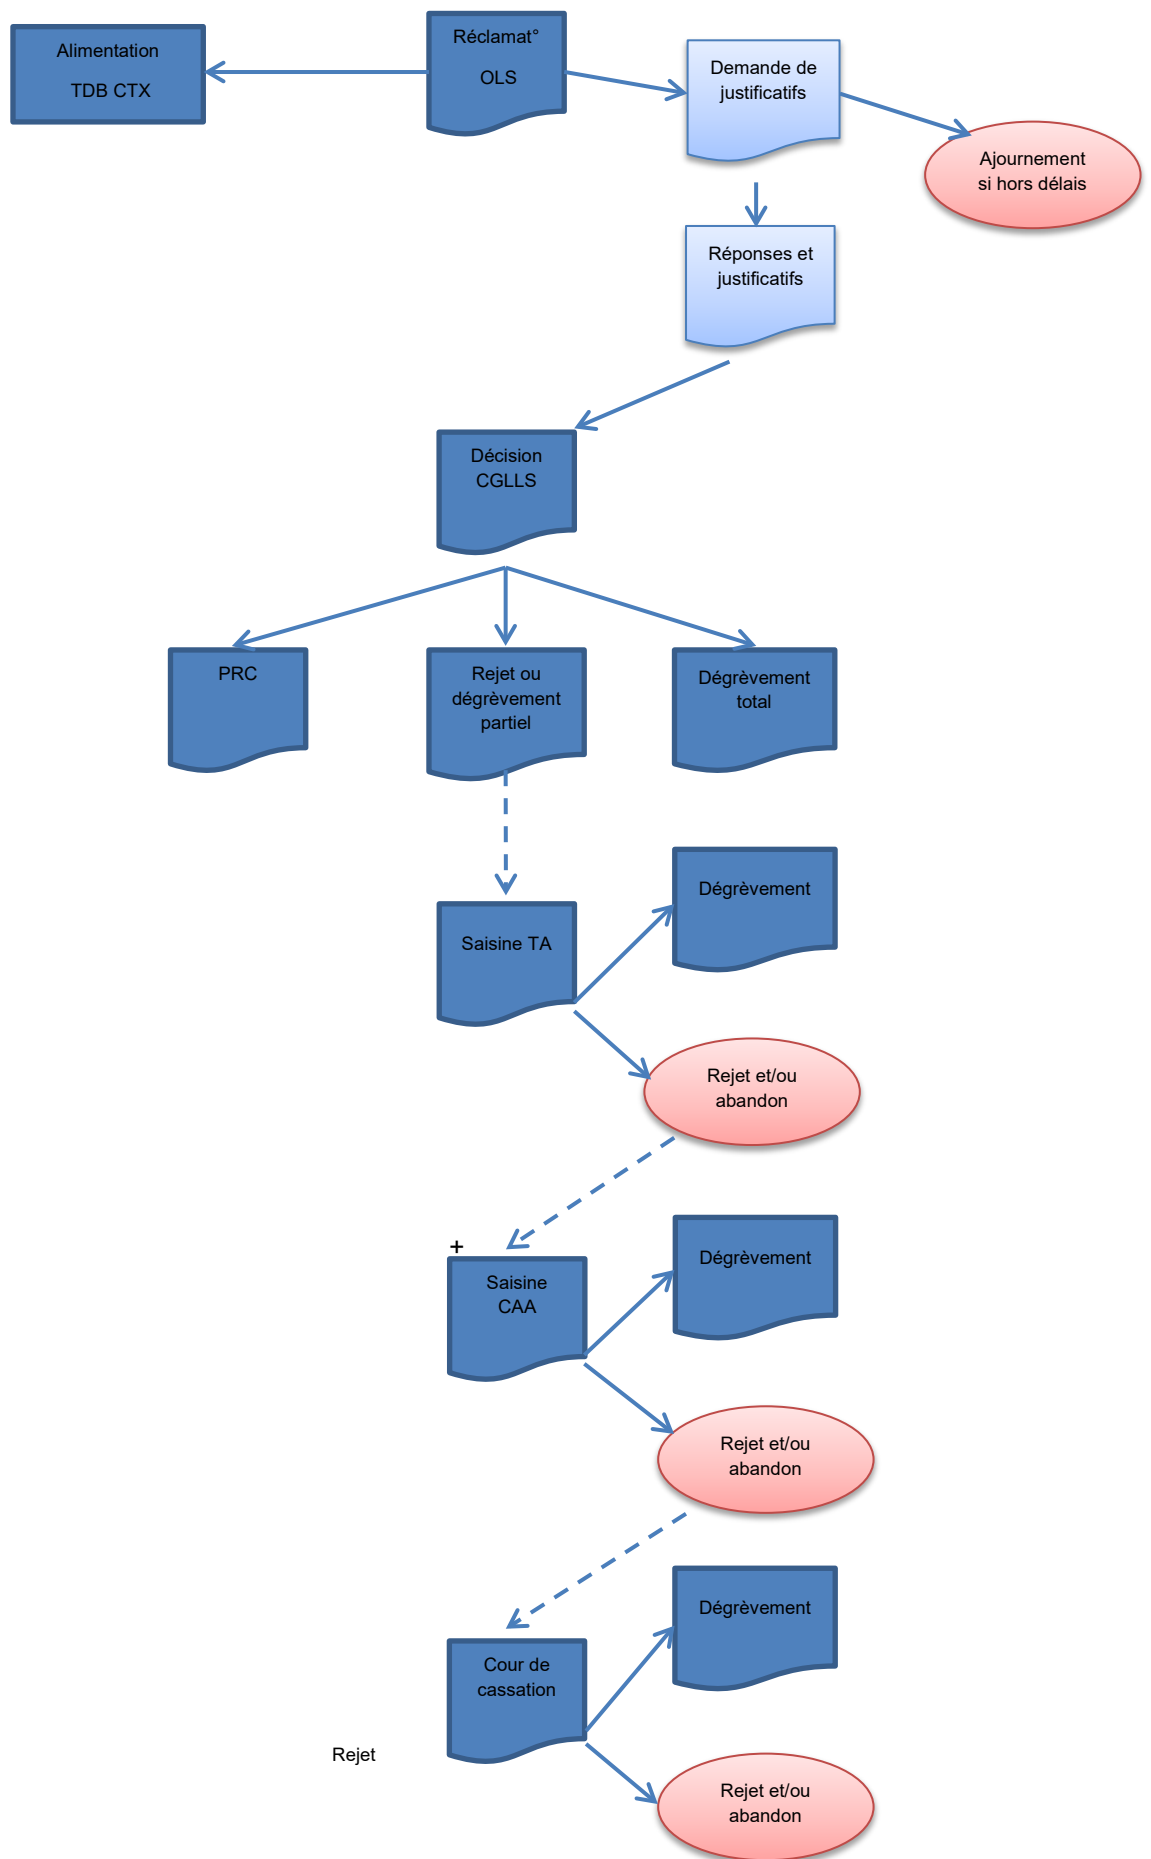 Alimentation
TDB CTX
Réclamat°
OLS
Demande de
justificatifs
Ajournement
si hors délais
Réponses et
justificatifs
Décision
CGLLS
PRC
Rejet ou
dégrèvement
partiel
Dégrèvement
total
Dégrèvement
Saisine TA
Rejet et/ou
abandon
+
Saisine
CAA
Dégrèvement
Rejet et/ou
abandon
Dégrèvement
Cour de
cassation
Rejet
Rejet et/ou
abandon